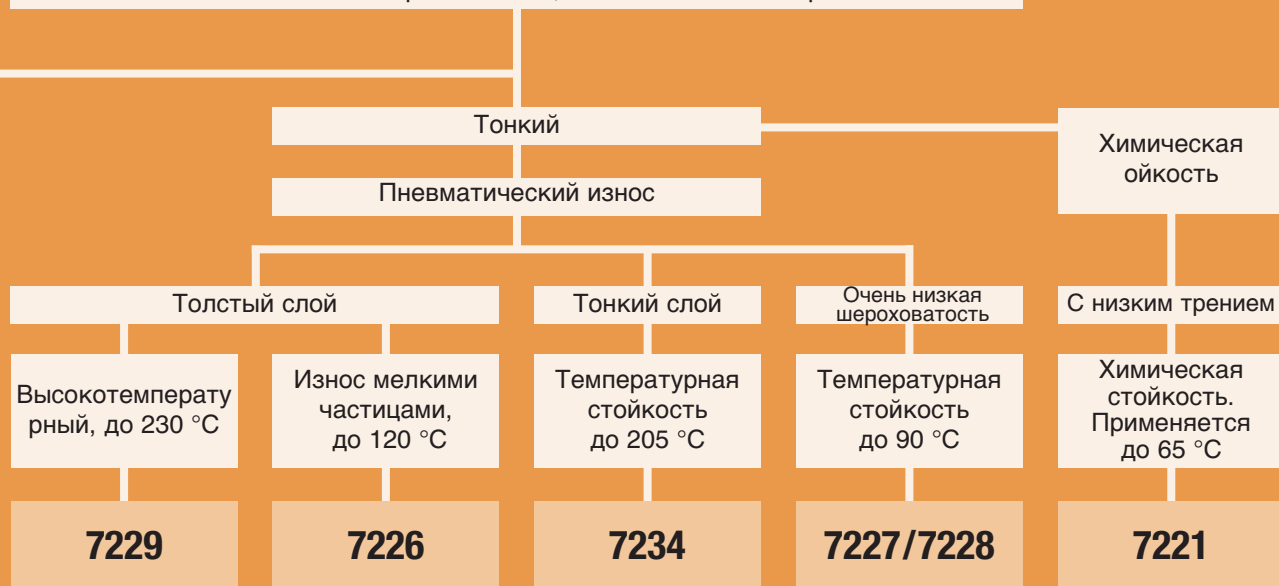 Тонкий
Химическая
ойкость
Пневматический износ
Толстый слой
Тонкий слой
Очень низкая
шероховатость
С низким трением
Высокотемперату
рный, до 230 °C
Износ мелкими
частицами,
до 120 °C
Температурная
стойкость
до 205 °C
Температурная
стойкость
до 90 °C
Химическая
стойкость.
Применяется
до 65 °C
7229
7226
7234
7227/7228
7221